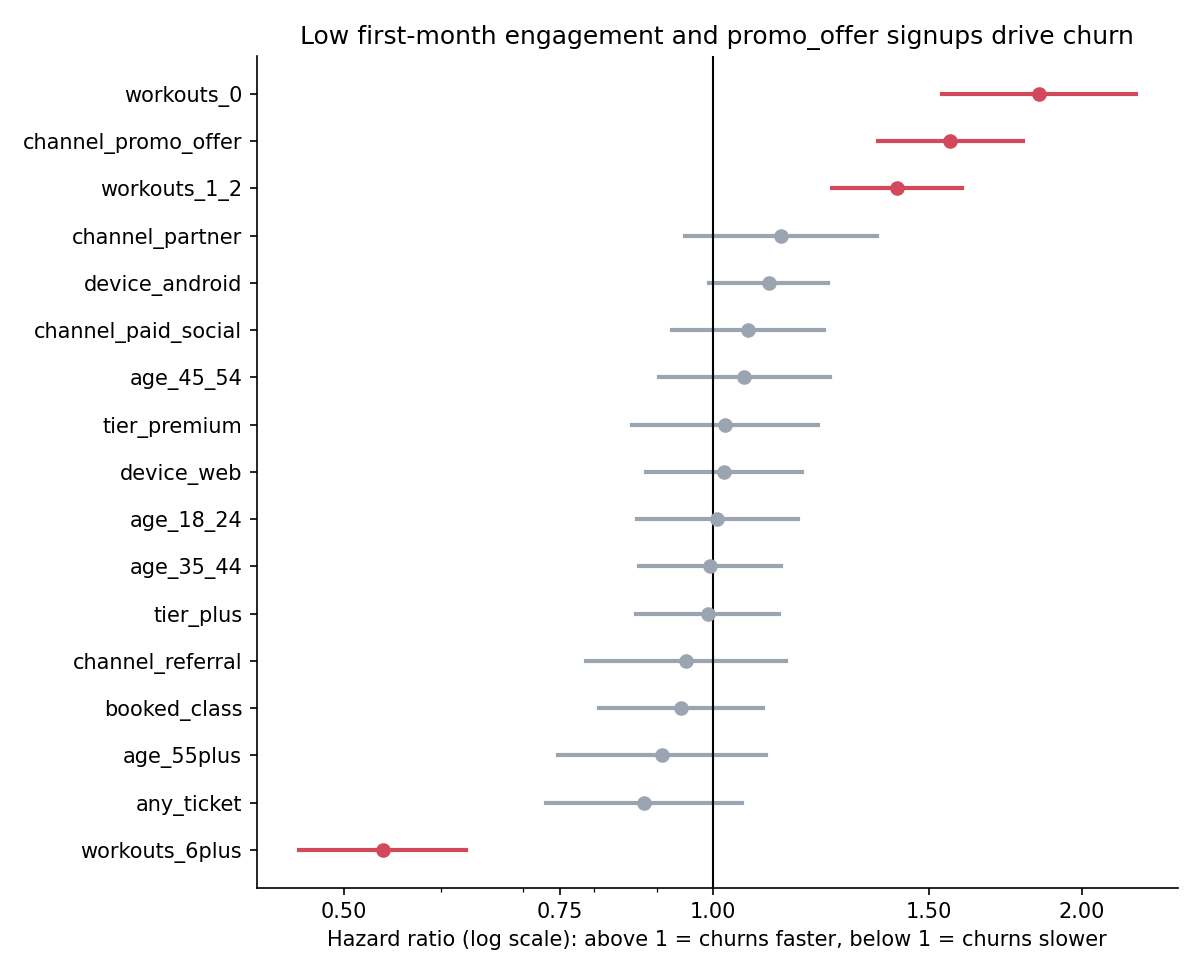 Low first-month engagement and promo_offer signups drive churn
workouts_0
channel_promo_offer
workouts_1_2
channel_partner
device_android
channel_paid_social
age_45_54
tier_premium
device_web
age_18_24
age_35_44
tier_plus
channel_referral
booked_class
age_55plus
any_ticket
workouts_6plus
0.50 0.75 1.00 1.50 2.00
Hazard ratio (log scale): above 1 = churns faster, below 1 = churns slower